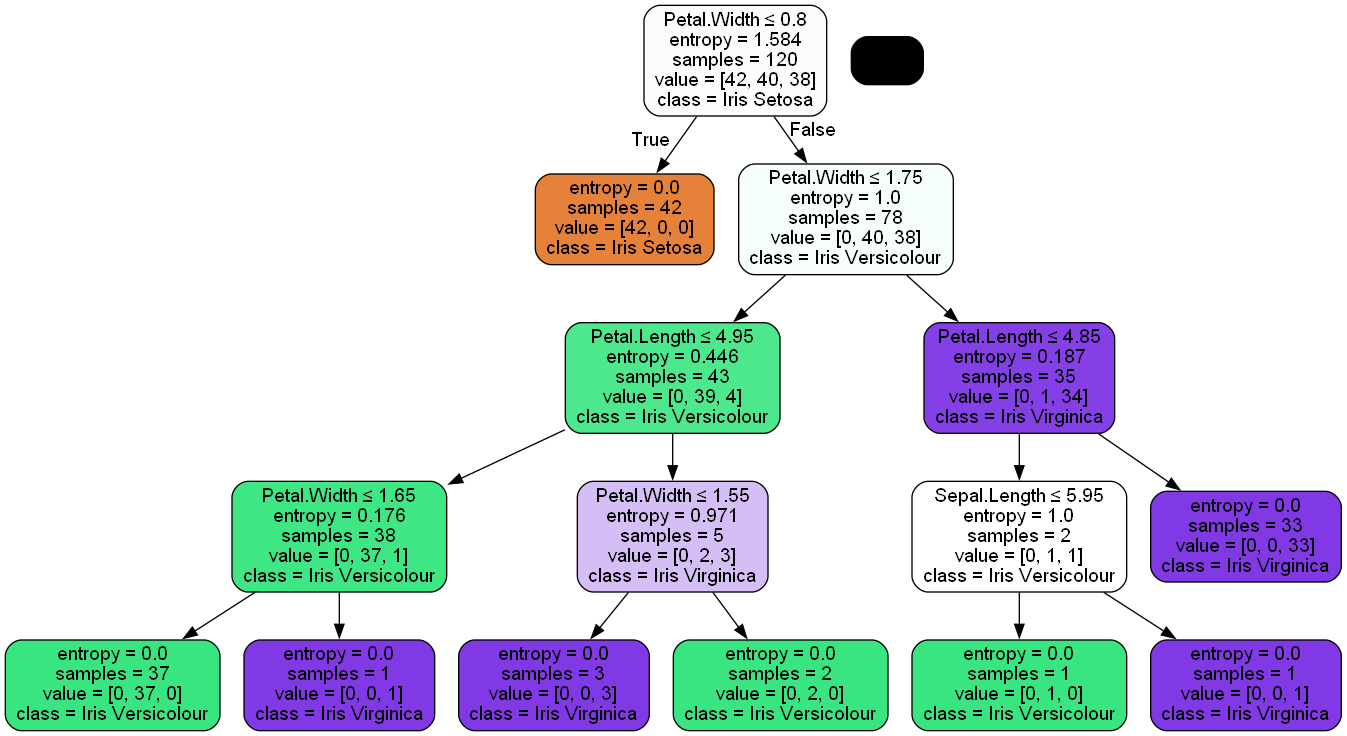 Petal.Width ≤ 0.8
entropy = 1.584
samples = 120
value = [42, 40, 38]
class = Iris Setosa
True
False
entropy = 0.0
samples = 42
value = [42, 0, 0]
class = Iris Setosa
Petal.Width ≤ 1.75
entropy = 1.0
samples = 78
value = [0, 40, 38]
class = Iris Versicolour
Petal.Length ≤ 4.95
entropy = 0.446
samples = 43
value = [0, 39, 4]
class = Iris Versicolour
Petal.Length ≤ 4.85
entropy = 0.187
samples = 35
value = [0, 1, 34]
class = Iris Virginica
Petal.Width ≤ 1.65
entropy = 0.176
samples = 38
value = [0, 37, 1]
class = Iris Versicolour
Petal.Width ≤ 1.55
entropy = 0.971
samples = 5
value = [0, 2, 3]
class = Iris Virginica
Sepal.Length ≤ 5.95
entropy = 1.0
samples = 2
value = [0, 1, 1]
class = Iris Versicolour
entropy = 0.0
samples = 33
value = [0, 0, 33]
class = Iris Virginica
entropy = 0.0
samples = 37
value = [0, 37, 0]
class = Iris Versicolour
entropy = 0.0
samples = 1
value = [0, 0, 1]
class = Iris Virginica
entropy = 0.0
samples = 3
value = [0, 0, 3]
class = Iris Virginica
entropy = 0.0
samples = 2
value = [0, 2, 0]
class = Iris Versicolour
entropy = 0.0
samples = 1
value = [0, 1, 0]
class = Iris Versicolour
entropy = 0.0
samples = 1
value = [0, 0, 1]
class = Iris Virginica